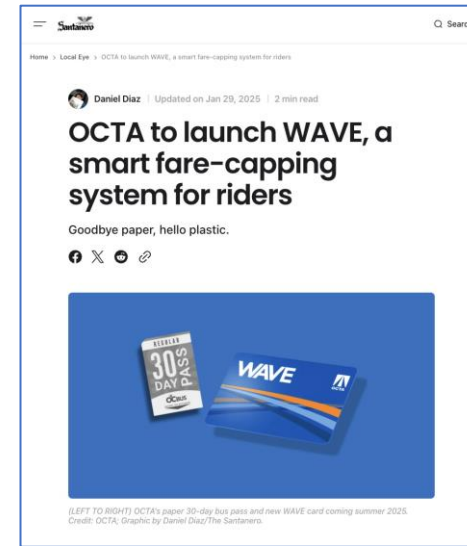 Santanero
Search
Home > Local Eye > OCTA to launch WAVE, a smart fare-capping system for riders
Daniel Diaz | Updated on Jan 29, 2025 | 2 min read
OCTA to launch WAVE, a
smart fare-capping
system for riders
Goodbye paper, hello plastic.
REGULAR
30
DAY
PASS
OC BUS
WAVE
OCTA
(LEFT TO RIGHT) OCTA's paper 30-day bus pass and new WAVE card coming summer 2025.
Credit: OCTA; Graphic by Daniel Diaz/The Santanero.